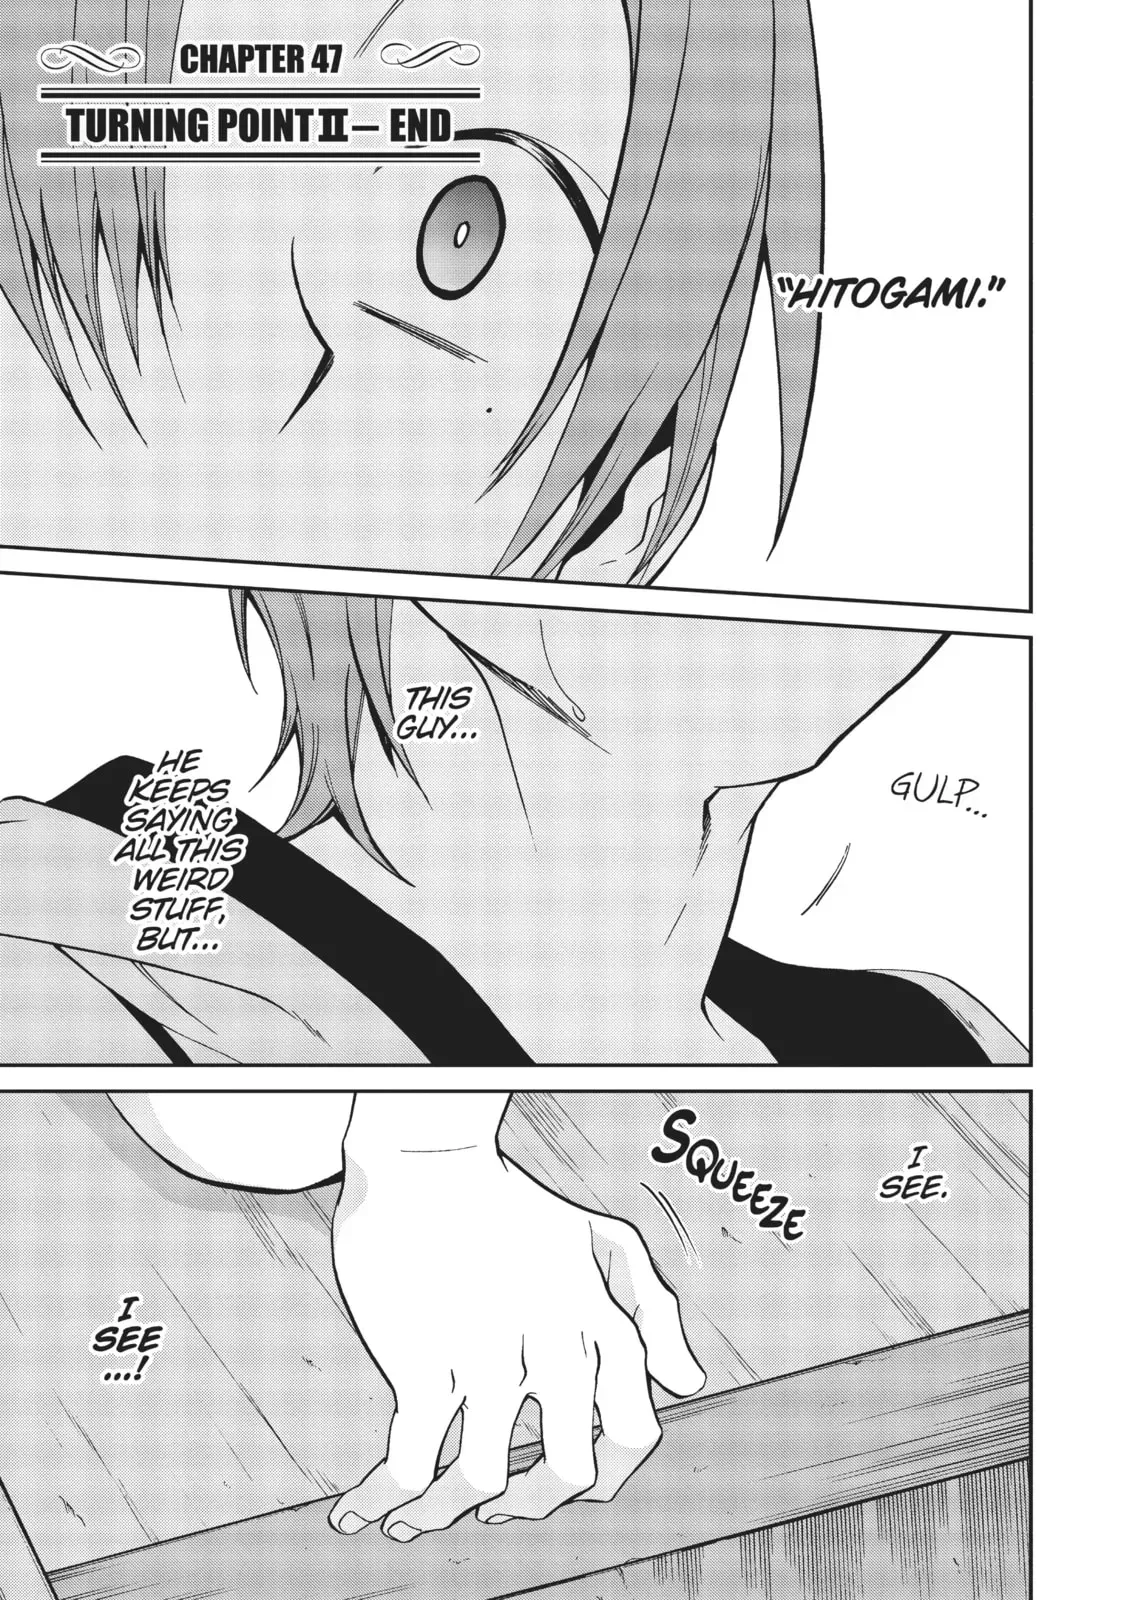 CHAPTER 47
TURNING POINT II — END
"HITOGAMI."
THIS
GUY...
GULP...
HE
KEEPS
SAYING
ALL THIS
WEIRD
STUFF,
BUT...
I
SEE.
SQUEEZE
I
SEE
...!